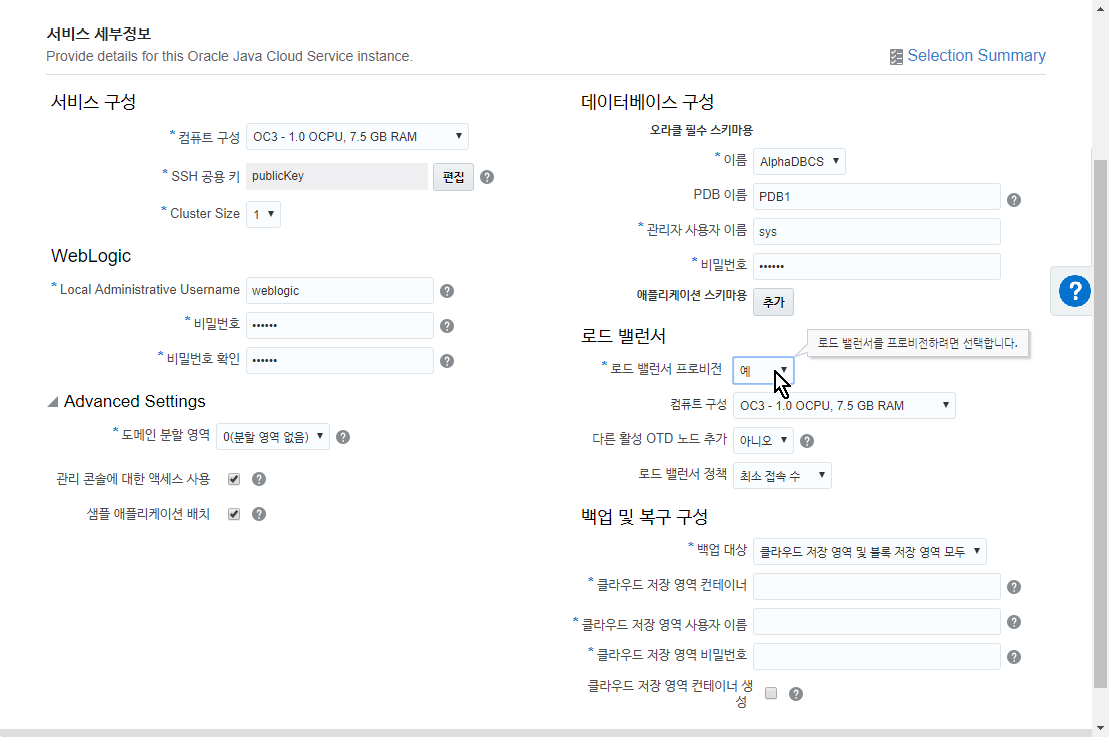 서비스 세부정보
Provide details for this Oracle Java Cloud Service instance.
Selection Summary
서비스 구성
* 컴퓨트 구성 OC3 - 1.0 OCPU, 7.5 GB RAM
* SSH 공용 키 publicKey 편집
* Cluster Size 1
WebLogic
* Local Administrative Username weblogic
* 비밀번호 ••••••
* 비밀번호 확인 ••••••
Advanced Settings
* 도메인 분할 영역 0(분할 영역 없음)
관리 콘솔에 대한 액세스 사용
샘플 애플리케이션 배치
데이터베이스 구성
오라클 필수 스키마용
* 이름 AlphaDBCS
PDB 이름 PDB1
* 관리자 사용자 이름 sys
* 비밀번호 ••••••
애플리케이션 스키마용 추가
로드 밸런서
로드 밸런서를 프로비전하려면 선택합니다.
* 로드 밸런서 프로비전 예
컴퓨트 구성 OC3 - 1.0 OCPU, 7.5 GB RAM
다른 활성 OTD 노드 추가 아니오
로드 밸런서 정책 최소 접속 수
백업 및 복구 구성
* 백업 대상 클라우드 저장 영역 및 블록 저장 영역 모두
* 클라우드 저장 영역 컨테이너
* 클라우드 저장 영역 사용자 이름
* 클라우드 저장 영역 비밀번호
클라우드 저장 영역 컨테이너 생
성